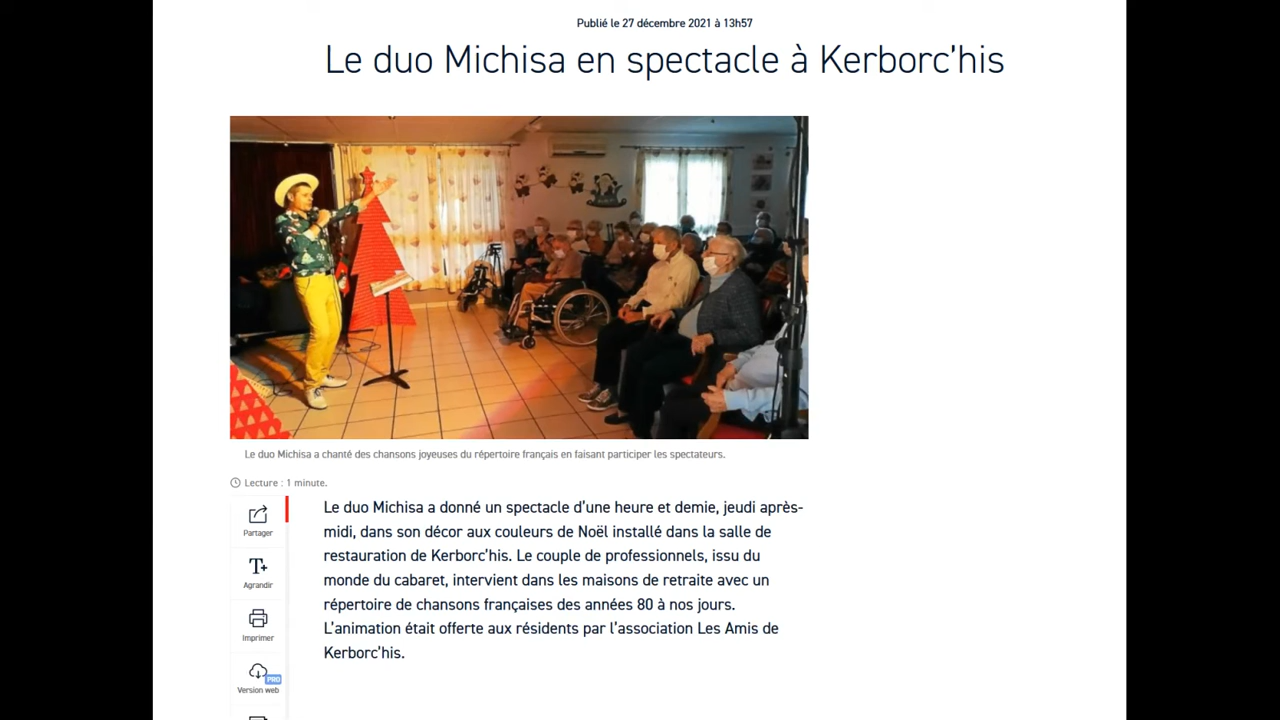 Publié le 27 décembre 2021 à 13h57
Le duo Michisa en spectacle à Kerborc’his
Le duo Michisa a chanté des chansons joyeuses du répertoire français en faisant participer les spectateurs.
Lecture : 1 minute.
Partager
Agrandir
Imprimer
PRO
Version web
Le duo Michisa a donné un spectacle d’une heure et demie, jeudi après-
midi, dans son décor aux couleurs de Noël installé dans la salle de
restauration de Kerborc’his. Le couple de professionnels, issu du
monde du cabaret, intervient dans les maisons de retraite avec un
répertoire de chansons françaises des années 80 à nos jours.
L’animation était offerte aux résidents par l’association Les Amis de
Kerborc’his.